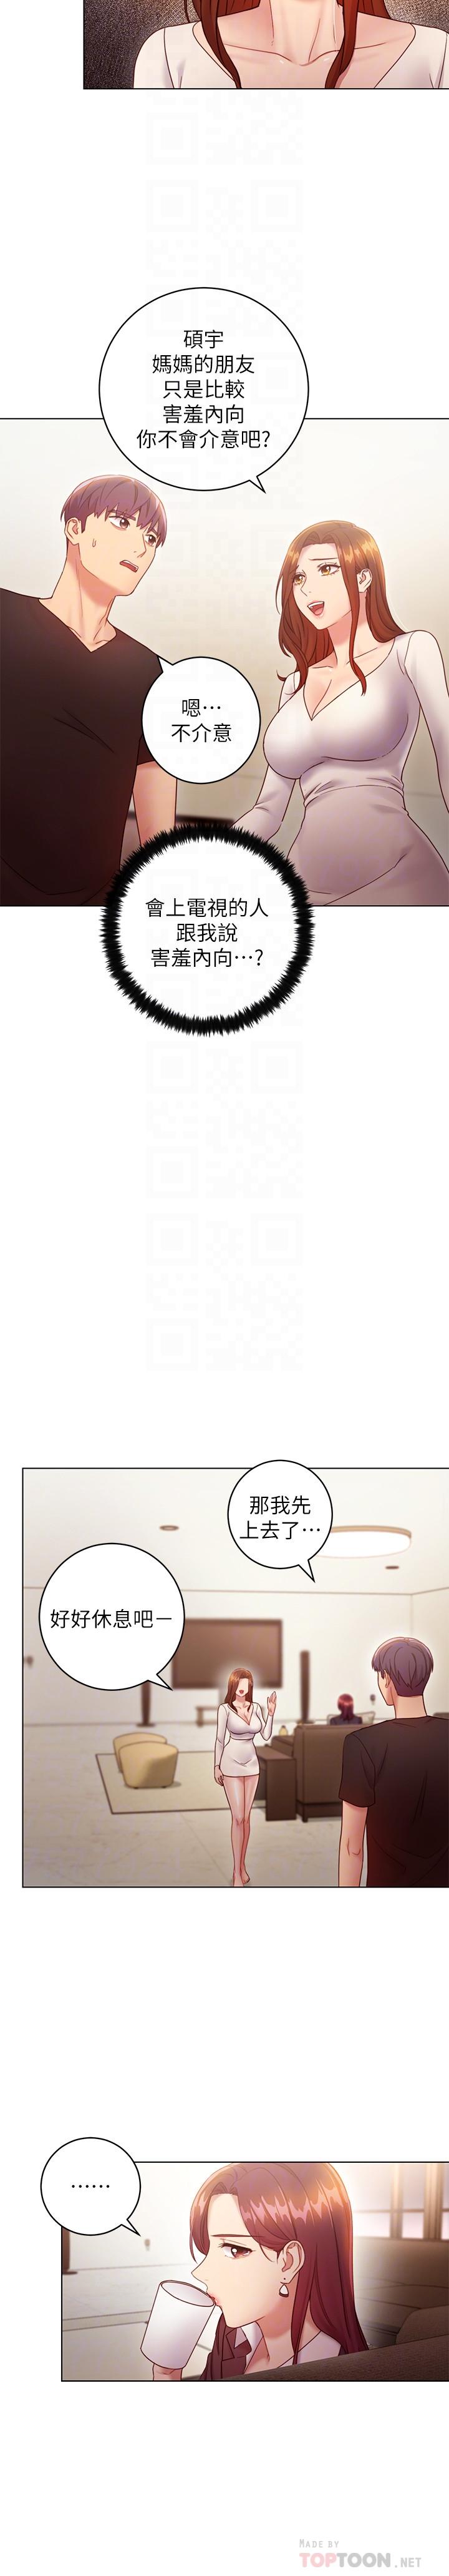 碩宇
媽媽的朋友
只是比較
害羞內向
你不會介意吧?
嗯⋯
不介意
會上電視的人
跟我說
害羞內向⋯?
那我先
上去了⋯
好好休息吧－
⋯⋯
MADE BY
TOPTOON.NET